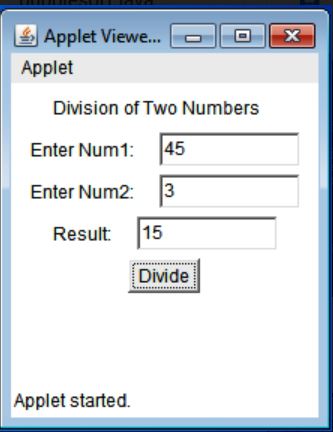 Applet Viewe...
Applet
Division of Two Numbers
Enter Num1: 45
Enter Num2: 3
Result: 15
Divide
Applet started.